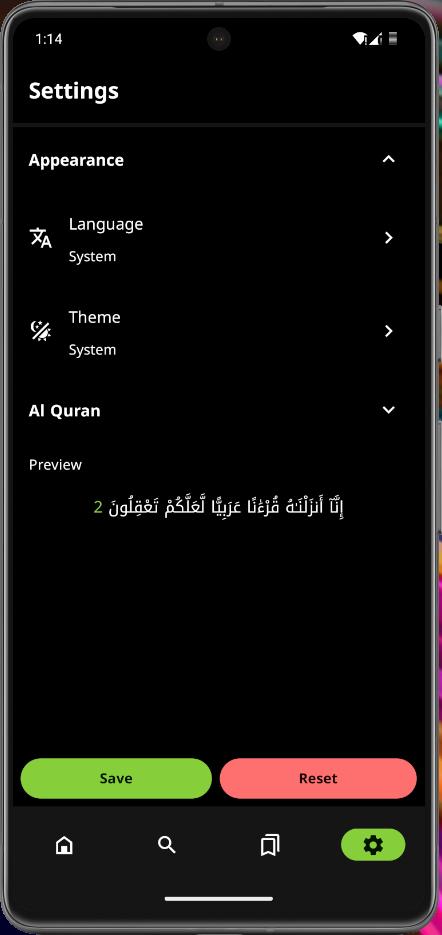 1:14
Settings
Appearance
Language
System
Theme
System
Al Quran
Preview
إِنَّآ أَنزَلْنَـٰهُ قُرْءَٰنًا عَرَبِيًّا لَّعَلَّكُمْ تَعْقِلُونَ 2
Save
Reset